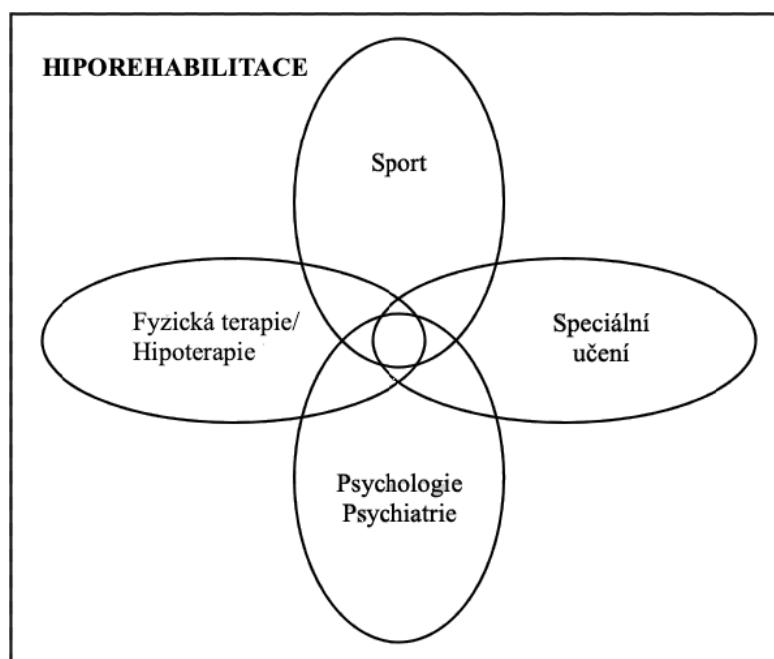 HIPOREHABILITACE
Sport
Fyzická terapie/
Hipoterapie
Speciální
učení
Psychologie
Psychiatrie